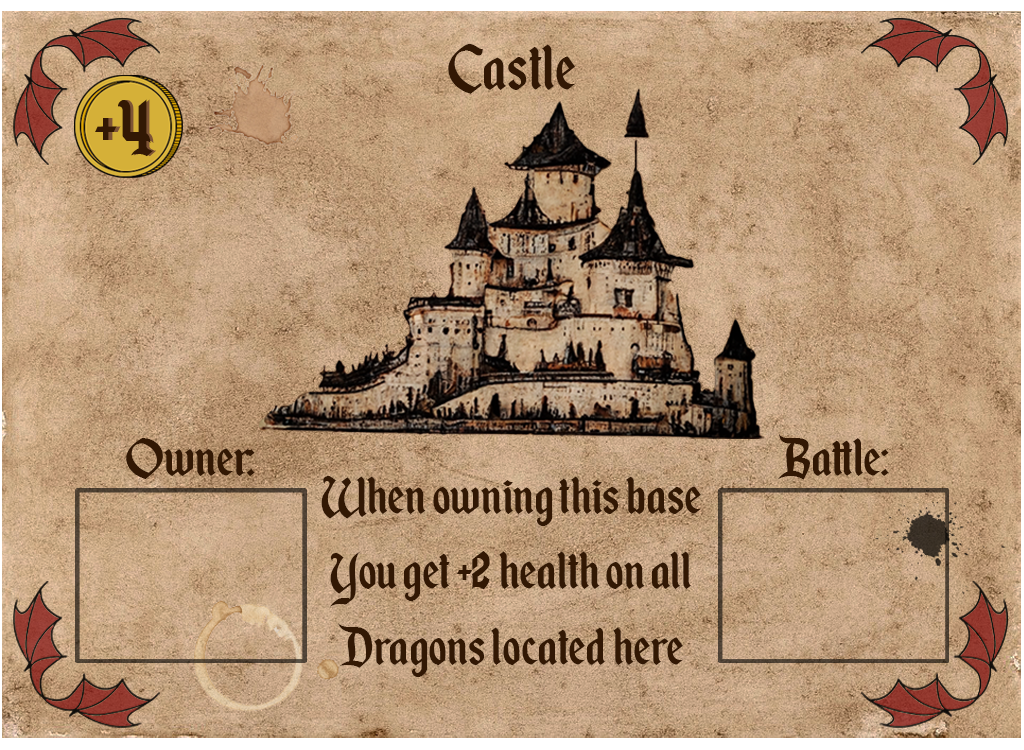 Castle
+4
Owner:
Battle:
When owning this base
You get +2 health on all
Dragons located here